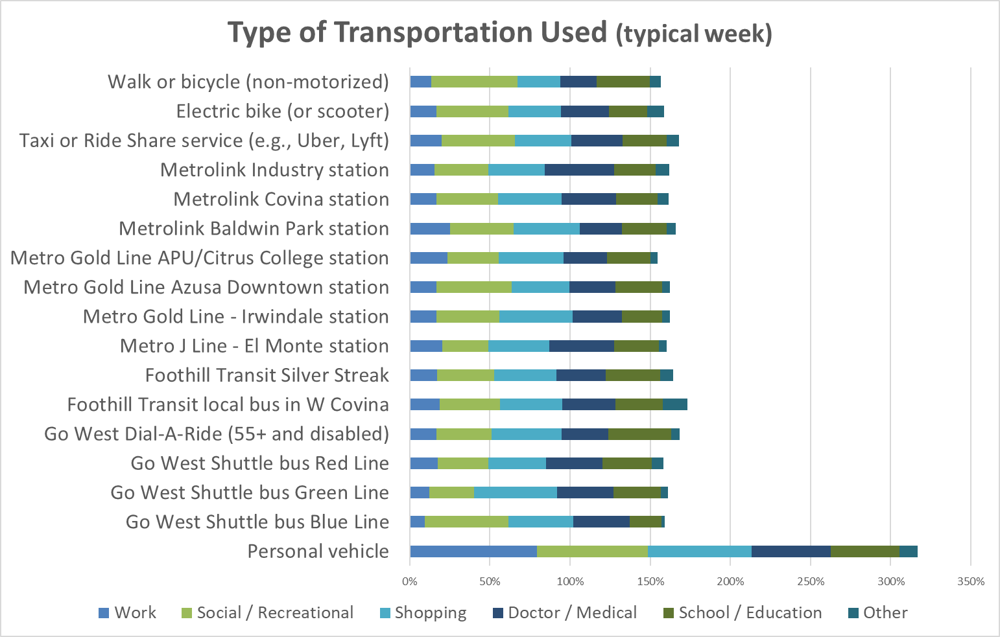 Type of Transportation Used (typical week)
Walk or bicycle (non-motorized)
Electric bike (or scooter)
Taxi or Ride Share service (e.g., Uber, Lyft)
Metrolink Industry station
Metrolink Covina station
Metrolink Baldwin Park station
Metro Gold Line APU/Citrus College station
Metro Gold Line Azusa Downtown station
Metro Gold Line - Irwindale station
Metro J Line - El Monte station
Foothill Transit Silver Streak
Foothill Transit local bus in W Covina
Go West Dial-A-Ride (55+ and disabled)
Go West Shuttle bus Red Line
Go West Shuttle bus Green Line
Go West Shuttle bus Blue Line
Personal vehicle
0% 50% 100% 150% 200% 250% 300% 350%
Work Social / Recreational Shopping Doctor / Medical School / Education Other